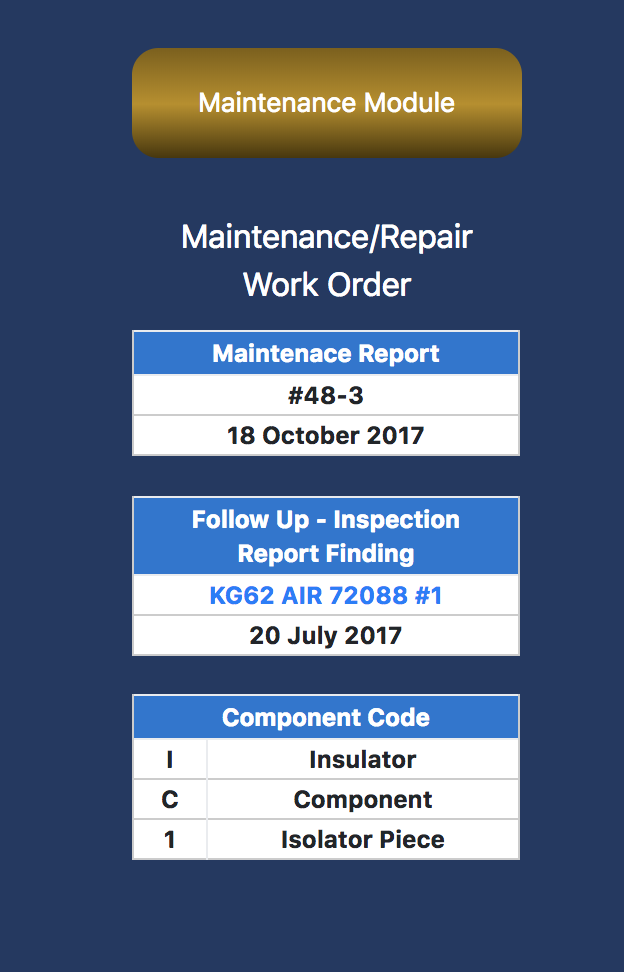 Maintenance Module
Maintenance/Repair
Work Order
Maintenace Report
#48-3
18 October 2017
Follow Up - Inspection
Report Finding
KG62 AIR 72088 #1
20 July 2017
Component Code
I Insulator
C Component
1 Isolator Piece